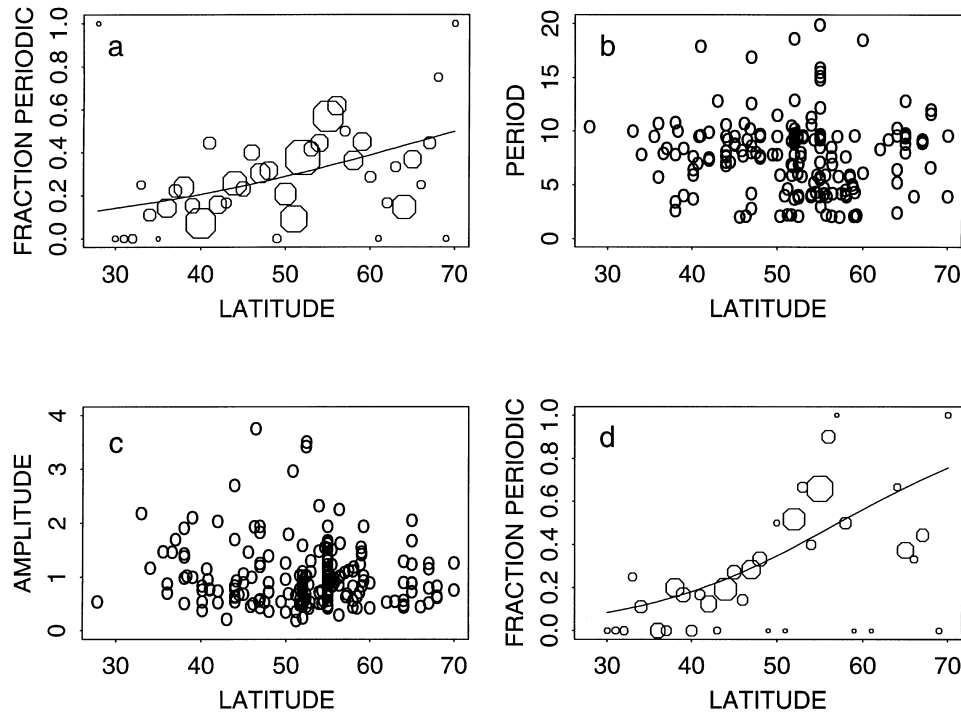 a
FRACTION PERIODIC
0.0 0.2 0.4 0.6 0.8 1.0
30 40 50 60 70
LATITUDE
b
PERIOD
0 5 10 15 20
30 40 50 60 70
LATITUDE
c
AMPLITUDE
0 1 2 3 4
30 40 50 60 70
LATITUDE
d
FRACTION PERIODIC
0.0 0.2 0.4 0.6 0.8 1.0
30 40 50 60 70
LATITUDE